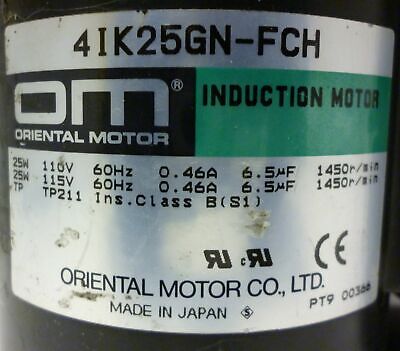 4IK25GN-FCH
OM®
ORIENTAL MOTOR
INDUCTION MOTOR
25W 110V 60Hz 0.46A 6.5µF 1450r/min
25W 115V 60Hz 0.46A 6.5µF 1450r/min
TP TP211 Ins.Class B(S1)
UR cUR CE
ORIENTAL MOTOR CO., LTD.
MADE IN JAPAN S
PT9 00366